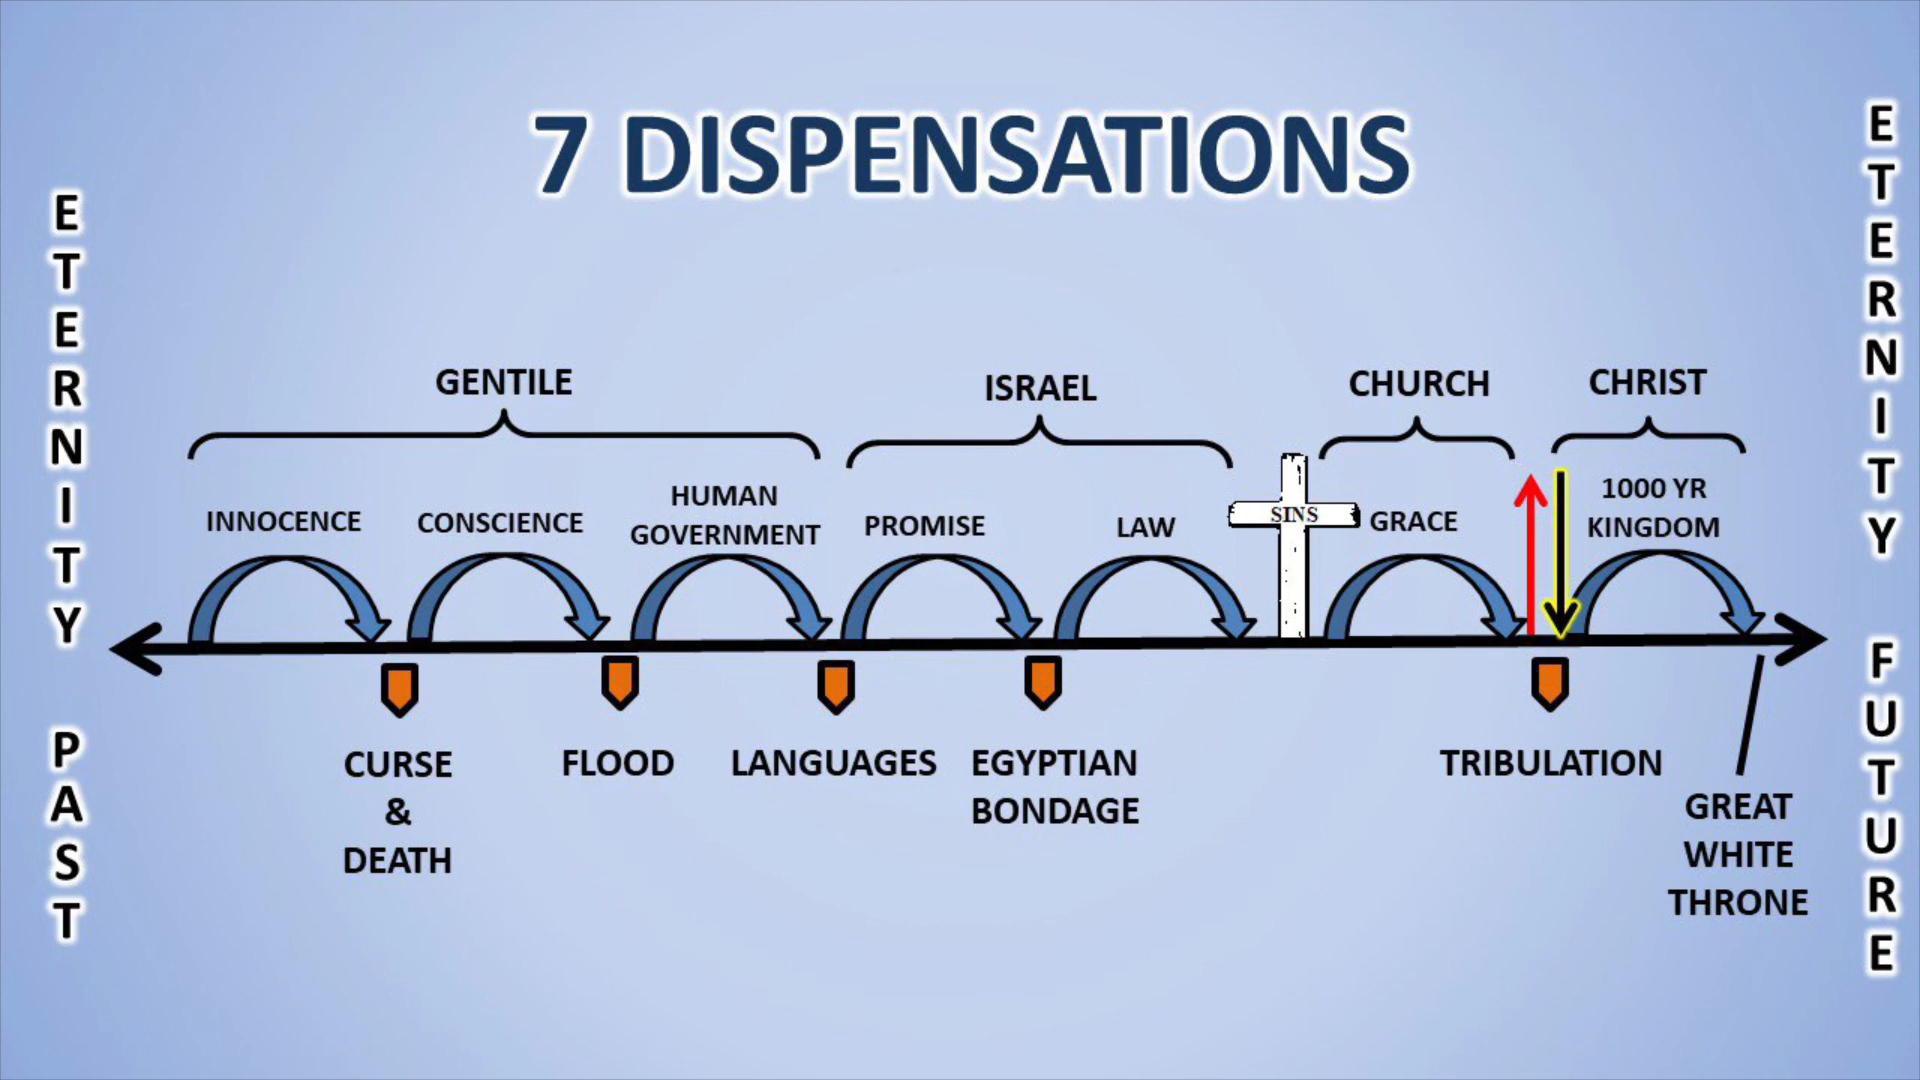 7 DISPENSATIONS
ETERNITY PAST
ETERNITY FUTURE
GENTILE
ISRAEL
CHURCH
CHRIST
INNOCENCE
CONSCIENCE
HUMAN
GOVERNMENT
PROMISE
LAW
SINS
GRACE
1000 YR
KINGDOM
CURSE
&
DEATH
FLOOD
LANGUAGES
EGYPTIAN
BONDAGE
TRIBULATION
GREAT
WHITE
THRONE